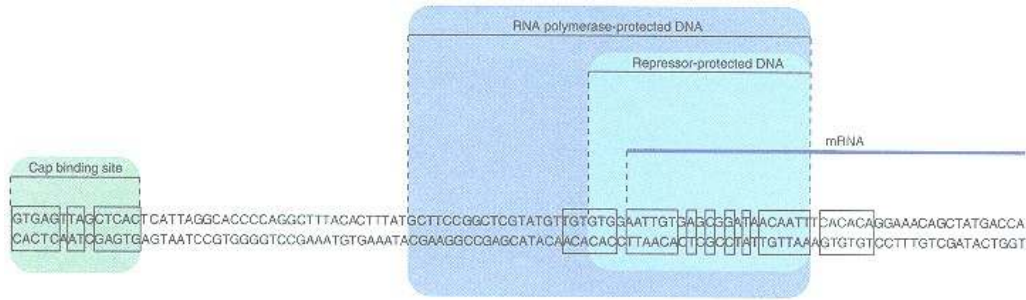 RNA polymerase-protected DNA
Repressor-protected DNA
mRNA
Cap binding site
GTGAGTTAGCTCACTCATTAGGCACCCCAGGCTTTACACTTTATGCTTCCGGCTCGTATGTTGTGTGGAATTGTGAGCGGATAACAATTTCACACAGGAAACAGCTATGACCA
CACTCAATCGAGTGAGTAATCCGTGGGGTCCGAAATGTGAAATACGAAGGCCGAGCATACAACACACCTTAACACTCGCCTATTGTTAAAGTGTGTCCTTTGTCGATACTGGT